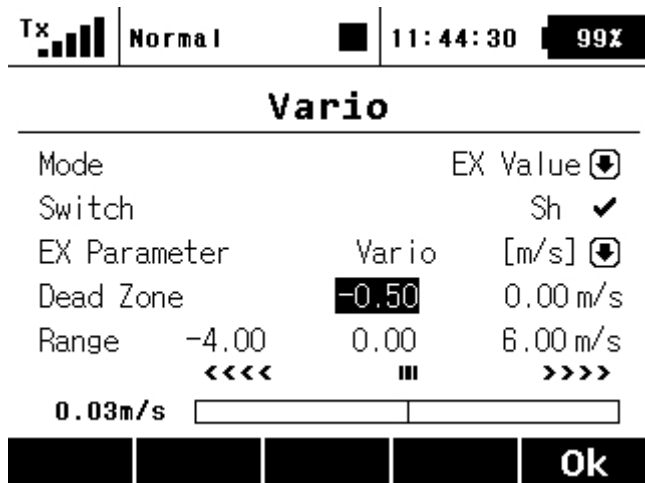 Tx Normal 11:44:30 99%
Vario
Mode EX Value
Switch Sh ✔
EX Parameter Vario [m/s]
Dead Zone -0.50 0.00 m/s
Range -4.00 0.00 6.00 m/s
<<<< III >>>>
0.03m/s
Ok